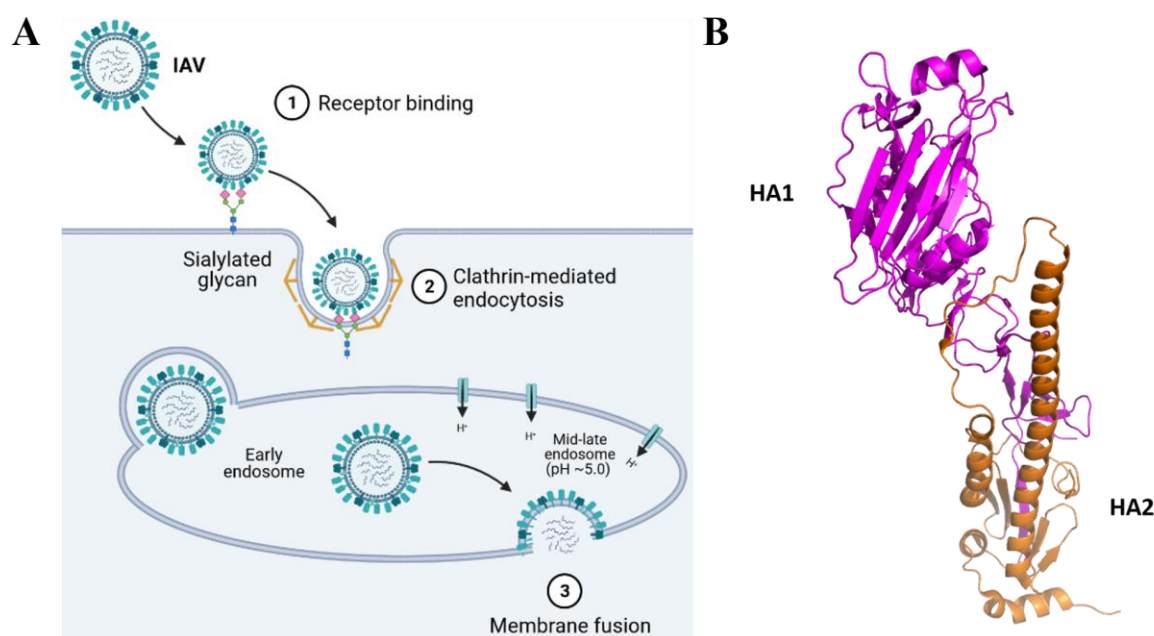 A
B
IAV
1 Receptor binding
Sialylated
glycan
2 Clathrin-mediated
endocytosis
HA1
H⁺
H⁺
H⁺
Early
endosome
Mid-late
endosome
(pH ~5.0)
HA2
3
Membrane fusion